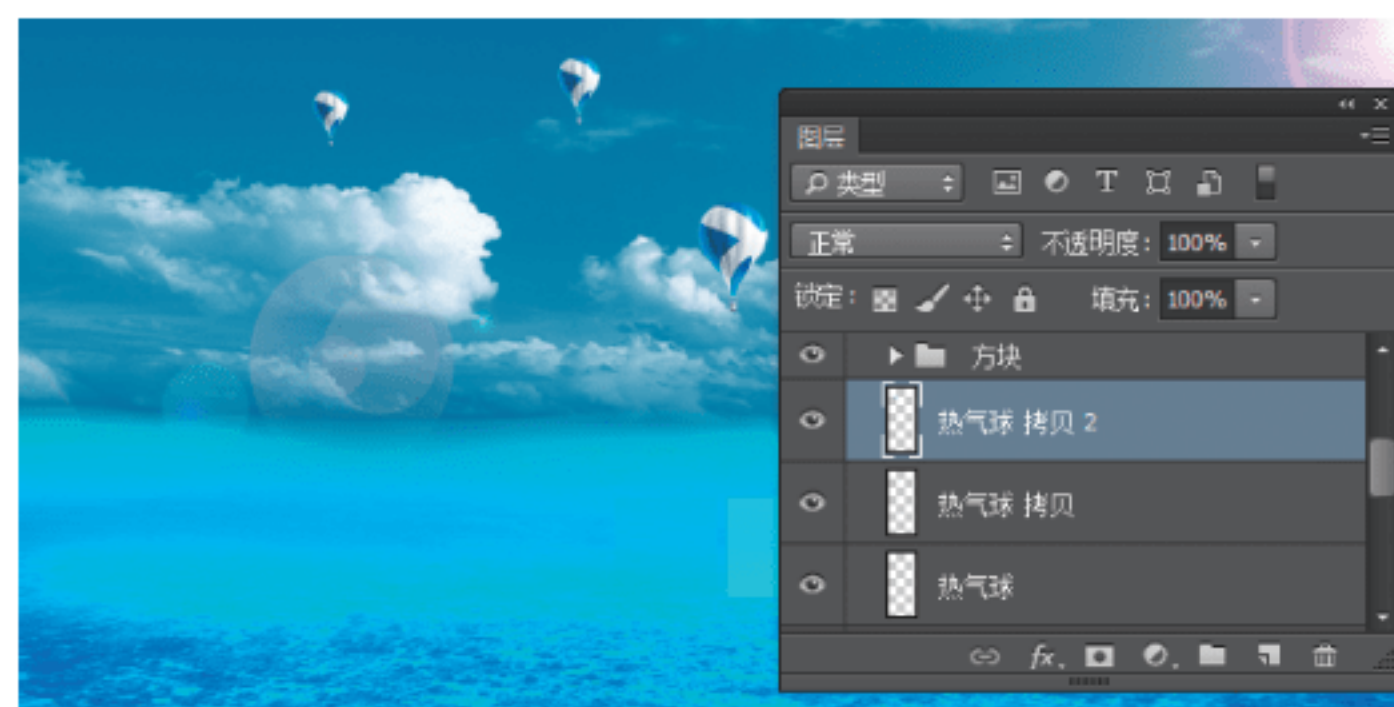 图层
类型 T
正常 不透明度: 100%
锁定: 填充: 100%
方块
热气球 拷贝 2
热气球 拷贝
热气球
fx.